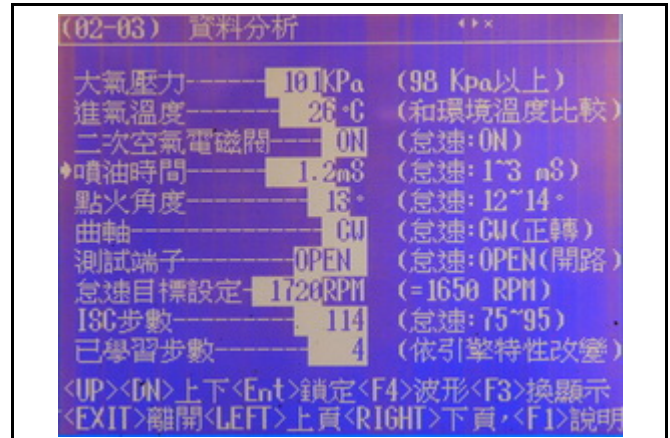 (02-03) 資料分析
大氣壓力------- 101KPa (98 Kpa以上)
進氣溫度-------- 26 °C (和環境溫度比較)
二次空氣電磁閥---- ON (怠速:ON)
噴油時間------- 1.2mS (怠速:1~3 mS)
點火角度-------- 13° (怠速:12~14°
曲軸---------- CW (怠速:CW(正轉)
測試端子-------OPEN (怠速:OPEN(開路)
怠速目標設定- 1720RPM (=1650 RPM)
ISC步數-------- 114 (怠速:75~95)
已學習步數------- 4 (依引擎特性改變)
<UP><DN>上下<Ent>鎖定<F4>波形<F3>換顯示
<EXIT>離開<LEFT>上頁<RIGHT>下頁,<F1>說明